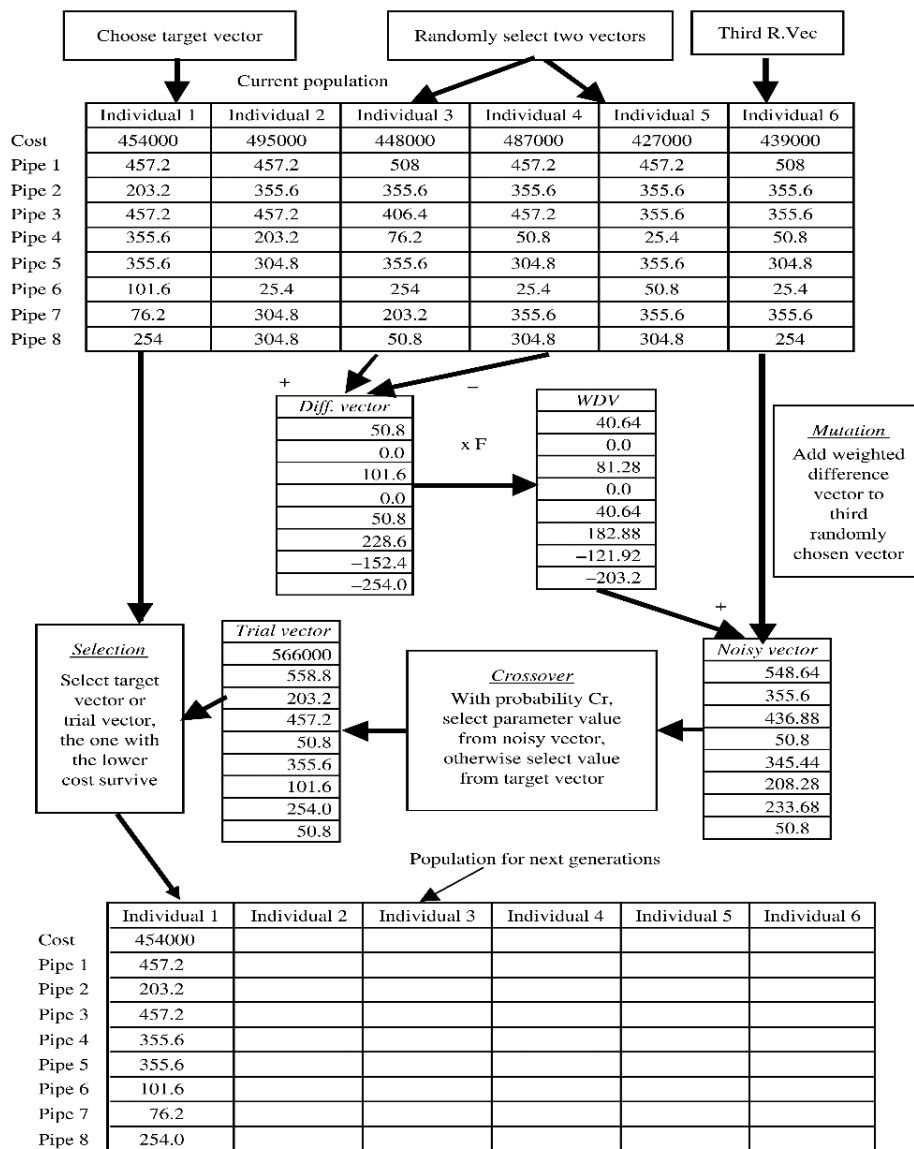 Choose target vector
Randomly select two vectors
Third R.Vec
Current population
Individual 1 Individual 2 Individual 3 Individual 4 Individual 5 Individual 6
Cost 454000 495000 448000 487000 427000 439000
Pipe 1 457.2 457.2 508 457.2 457.2 508
Pipe 2 203.2 355.6 355.6 355.6 355.6 355.6
Pipe 3 457.2 457.2 406.4 457.2 355.6 355.6
Pipe 4 355.6 203.2 76.2 50.8 25.4 50.8
Pipe 5 355.6 304.8 355.6 304.8 355.6 304.8
Pipe 6 101.6 25.4 254 25.4 50.8 25.4
Pipe 7 76.2 304.8 203.2 355.6 355.6 355.6
Pipe 8 254 304.8 50.8 304.8 304.8 254
+
−
Diff. vector
50.8
0.0
101.6
0.0
50.8
228.6
−152.4
−254.0
x F
WDV
40.64
0.0
81.28
0.0
40.64
182.88
−121.92
−203.2
Mutation
Add weighted
difference
vector to
third
randomly
chosen vector
+
Selection
Select target
vector or
trial vector,
the one with
the lower
cost survive
Trial vector
566000
558.8
203.2
457.2
50.8
355.6
101.6
254.0
50.8
Crossover
With probability Cr,
select parameter value
from noisy vector,
otherwise select value
from target vector
Noisy vector
548.64
355.6
436.88
50.8
345.44
208.28
233.68
50.8
Population for next generations
Individual 1 Individual 2 Individual 3 Individual 4 Individual 5 Individual 6
Cost 454000
Pipe 1 457.2
Pipe 2 203.2
Pipe 3 457.2
Pipe 4 355.6
Pipe 5 355.6
Pipe 6 101.6
Pipe 7 76.2
Pipe 8 254.0